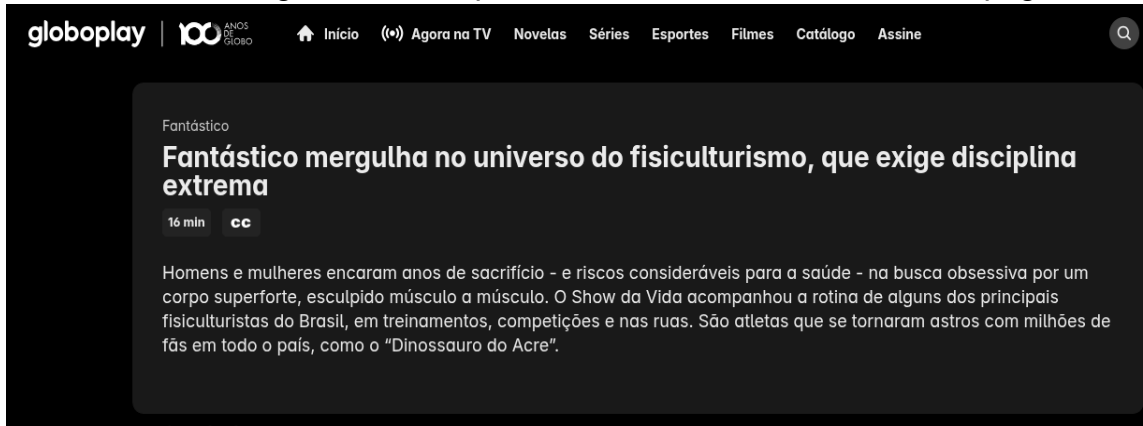 globoplay 100 ANOS DE GLOBO Início Agora na TV Novelas Séries Esportes Filmes Catálogo Assine
Fantástico
Fantástico mergulha no universo do fisiculturismo, que exige disciplina
extrema
16 min CC
Homens e mulheres encaram anos de sacrifício - e riscos consideráveis para a saúde - na busca obsessiva por um
corpo superforte, esculpido músculo a músculo. O Show da Vida acompanhou a rotina de alguns dos principais
fisiculturistas do Brasil, em treinamentos, competições e nas ruas. São atletas que se tornaram astros com milhões de
fãs em todo o país, como o “Dinossauro do Acre”.